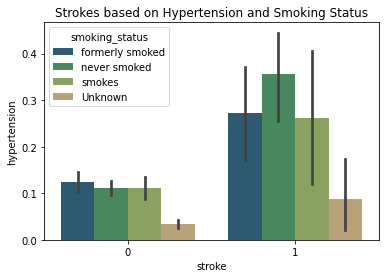 Strokes based on Hypertension and Smoking Status
smoking_status
formerly smoked
never smoked
smokes
Unknown
hypertension
0.4
0.3
0.2
0.1
0.0
0
1
stroke